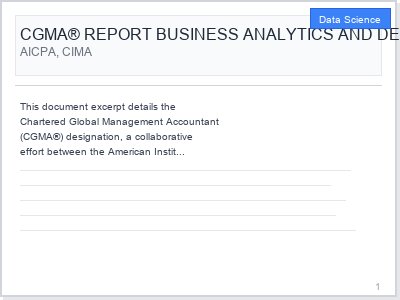 Data Science
CGMA® REPORT BUSINESS ANALYTICS AND DE
AICPA, CIMA
This document excerpt details the
Chartered Global Management Accountant
(CGMA®) designation, a collaborative
effort between the American Instit...
1